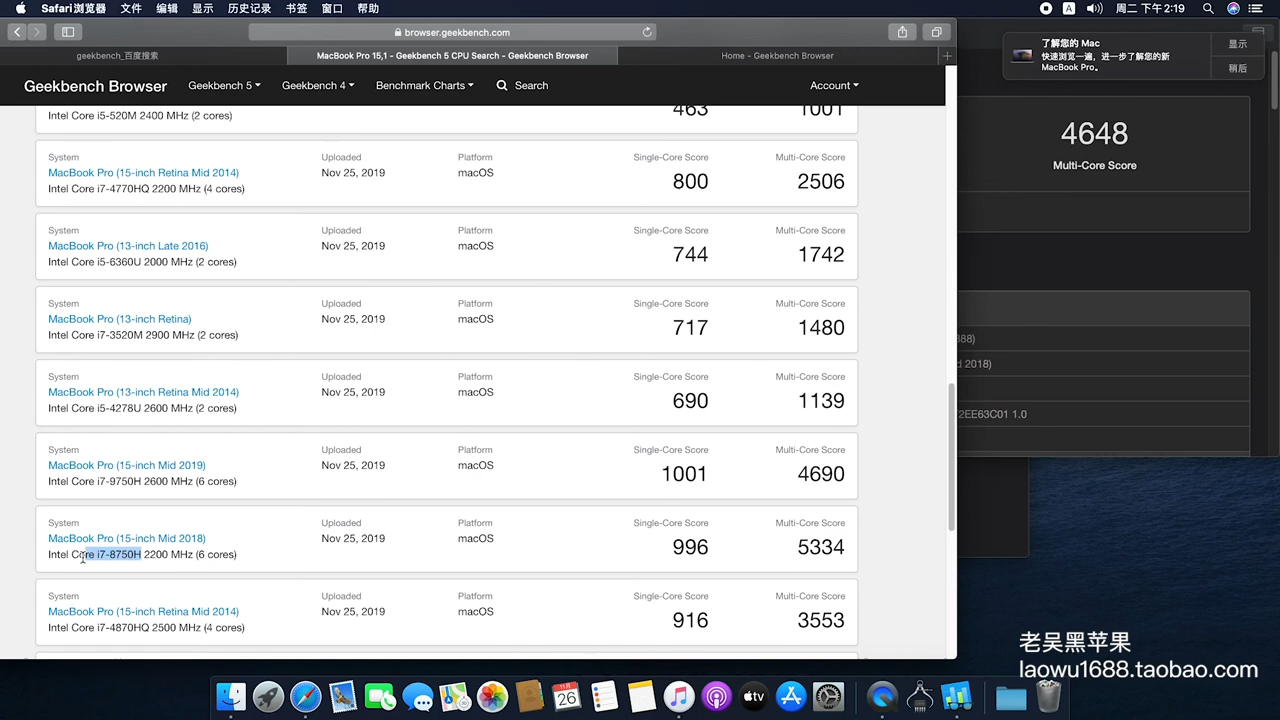 Safari浏览器 文件 编辑 显示 历史记录 书签 窗口 帮助
A 周二 下午2:19
browser.geekbench.com
geekbench_百度搜索
MacBook Pro 15,1 - Geekbench 5 CPU Search - Geekbench Browser
Home - Geekbench Browser
了解您的 Mac
快速浏览一遍，进一步了解您的新
MacBook Pro。
显示
稍后
Geekbench Browser Geekbench 5 Geekbench 4 Benchmark Charts Search Account
Intel Core i5-520M 2400 MHz (2 cores) 463 1001
System Uploaded Platform Single-Core Score Multi-Core Score
MacBook Pro (15-inch Retina Mid 2014) Nov 25, 2019 macOS 800 2506
Intel Core i7-4770HQ 2200 MHz (4 cores)
System Uploaded Platform Single-Core Score Multi-Core Score
MacBook Pro (13-inch Late 2016) Nov 25, 2019 macOS 744 1742
Intel Core i5-6360U 2000 MHz (2 cores)
System Uploaded Platform Single-Core Score Multi-Core Score
MacBook Pro (13-inch Retina) Nov 25, 2019 macOS 717 1480
Intel Core i7-3520M 2900 MHz (2 cores)
System Uploaded Platform Single-Core Score Multi-Core Score
MacBook Pro (13-inch Retina Mid 2014) Nov 25, 2019 macOS 690 1139
Intel Core i5-4278U 2600 MHz (2 cores)
System Uploaded Platform Single-Core Score Multi-Core Score
MacBook Pro (15-inch Mid 2019) Nov 25, 2019 macOS 1001 4690
Intel Core i7-9750H 2600 MHz (6 cores)
System Uploaded Platform Single-Core Score Multi-Core Score
MacBook Pro (15-inch Mid 2018) Nov 25, 2019 macOS 996 5334
Intel Core i7-8750H 2200 MHz (6 cores)
System Uploaded Platform Single-Core Score Multi-Core Score
MacBook Pro (15-inch Retina Mid 2014) Nov 25, 2019 macOS 916 3553
Intel Core i7-4870HQ 2500 MHz (4 cores)
4648
Multi-Core Score
d 2018)
2EE63C01 1.0
老吴黑苹果
laowu1688.taobao.com
11月
26
tv